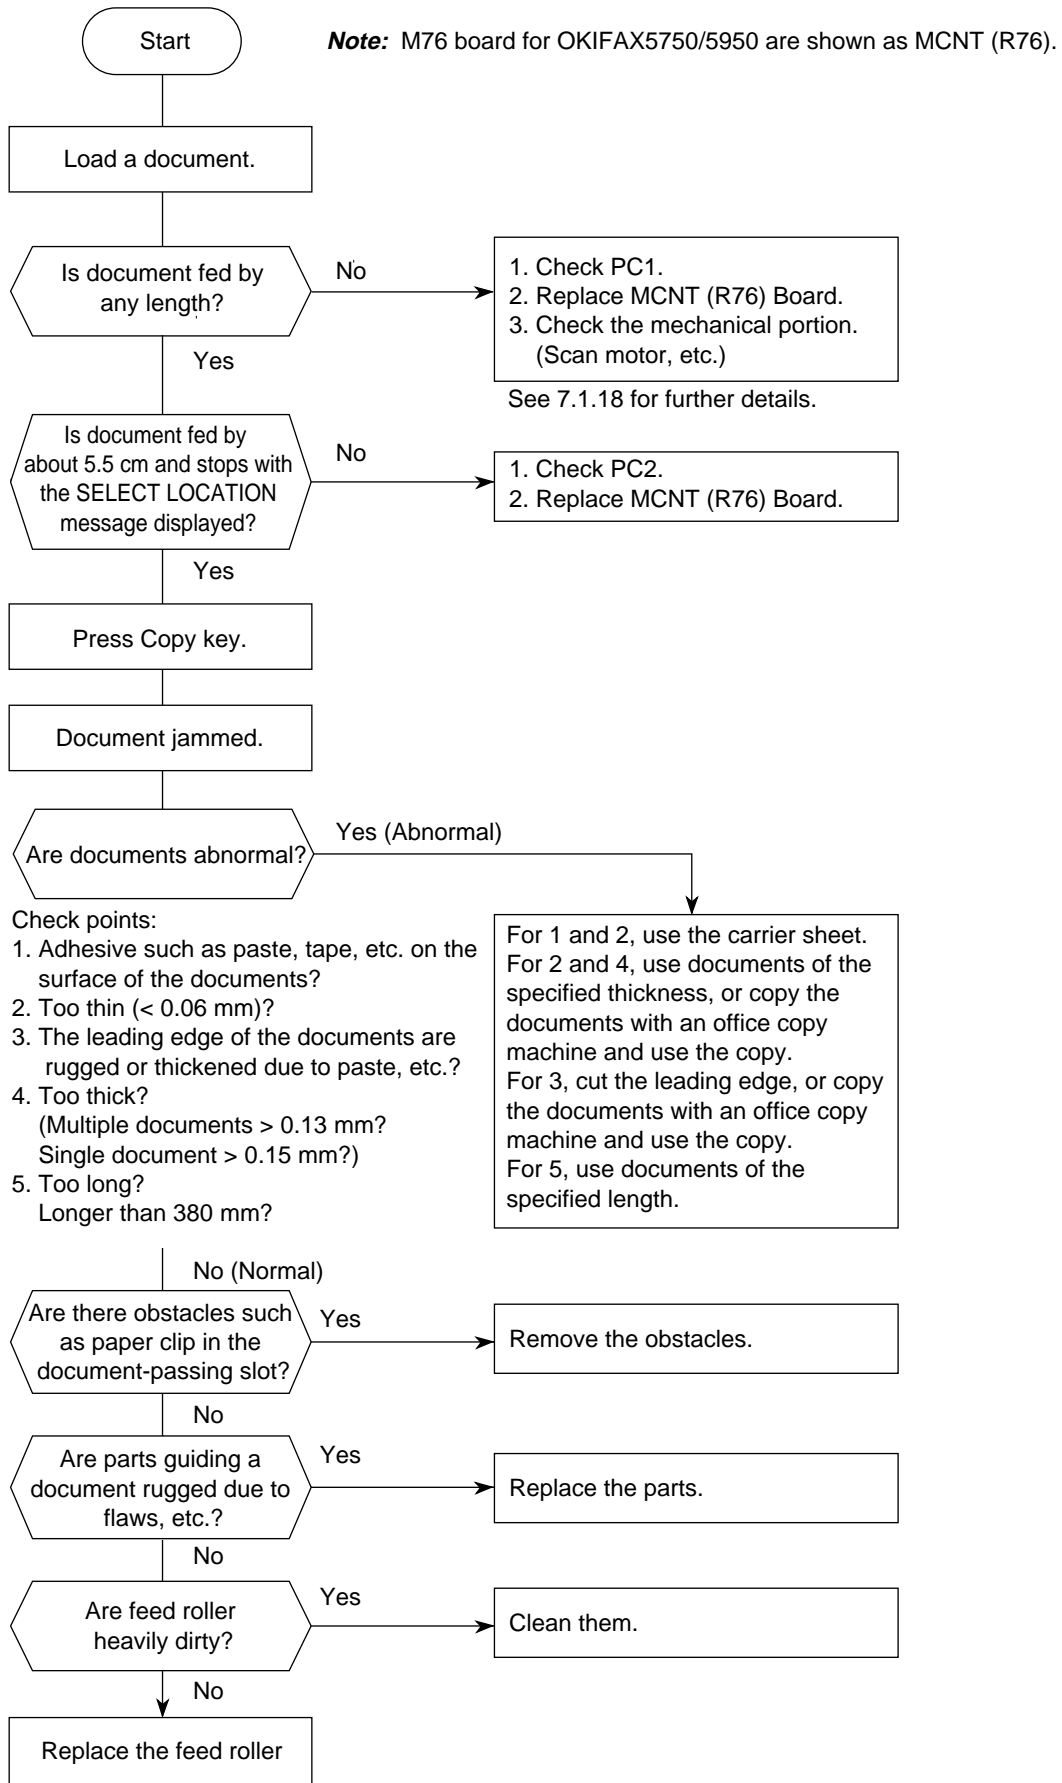 Start
Note: M76 board for OKIFAX5750/5950 are shown as MCNT (R76).
Load a document.
Is document fed by
any length?
No
1. Check PC1.
2. Replace MCNT (R76) Board.
3. Check the mechanical portion.
(Scan motor, etc.)
See 7.1.18 for further details.
Yes
Is document fed by
about 5.5 cm and stops with
the SELECT LOCATION
message displayed?
No
1. Check PC2.
2. Replace MCNT (R76) Board.
Yes
Press Copy key.
Document jammed.
Are documents abnormal?
Yes (Abnormal)
Check points:
1. Adhesive such as paste, tape, etc. on the
surface of the documents?
2. Too thin (< 0.06 mm)?
3. The leading edge of the documents are
rugged or thickened due to paste, etc.?
4. Too thick?
(Multiple documents > 0.13 mm?
Single document > 0.15 mm?)
5. Too long?
Longer than 380 mm?
For 1 and 2, use the carrier sheet.
For 2 and 4, use documents of the
specified thickness, or copy the
documents with an office copy
machine and use the copy.
For 3, cut the leading edge, or copy
the documents with an office copy
machine and use the copy.
For 5, use documents of the
specified length.
No (Normal)
Are there obstacles such
as paper clip in the
document-passing slot?
Yes
Remove the obstacles.
No
Are parts guiding a
document rugged due to
flaws, etc.?
Yes
Replace the parts.
No
Are feed roller
heavily dirty?
Yes
Clean them.
No
Replace the feed roller